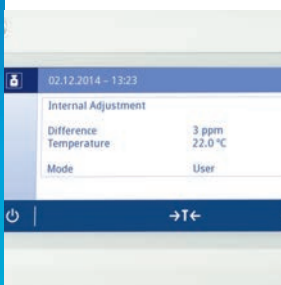 02.12.2014 – 13:23
Internal Adjustment
Difference 3 ppm
Temperature 22.0 °C
Mode User
→T←